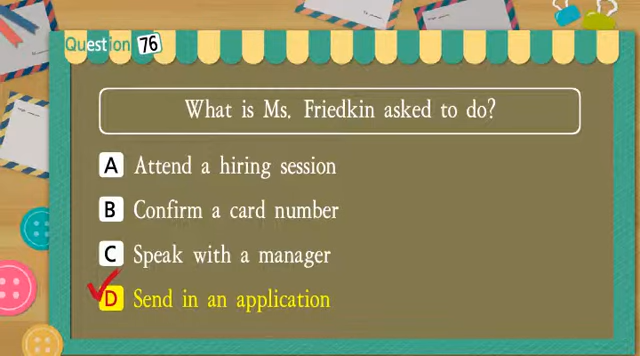 Question 76
What is Ms. Friedkin asked to do?
A Attend a hiring session
B Confirm a card number
C Speak with a manager
D Send in an application